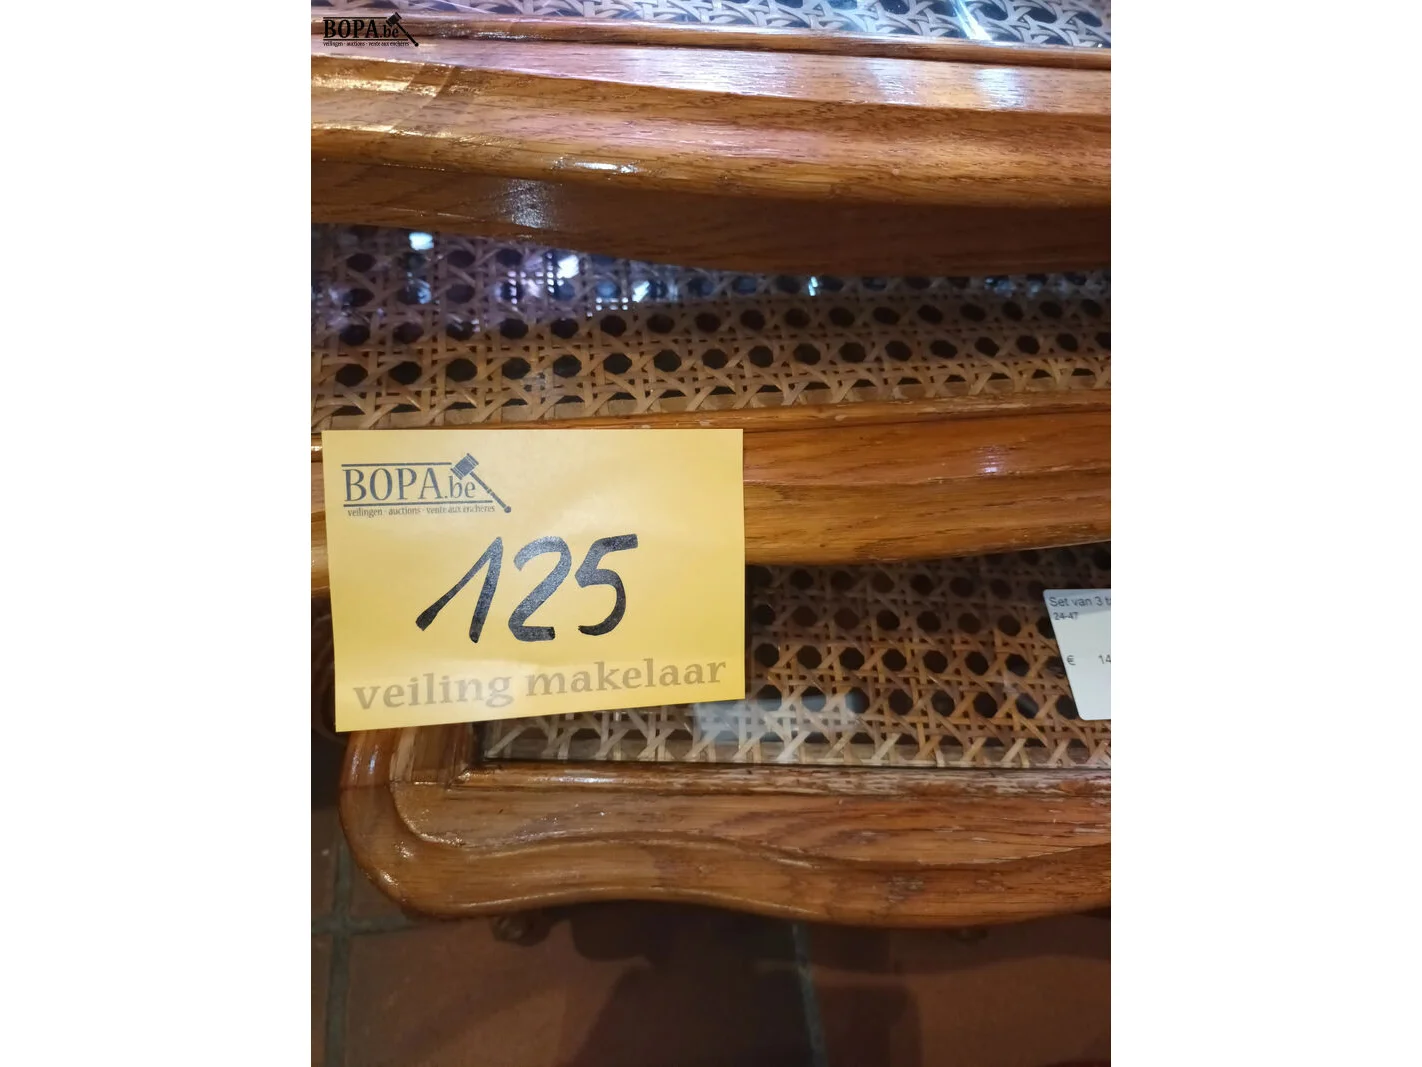 BOPA.be
veilingen - auctions - vente aux enchères
BOPA.be
veilingen - auctions - vente aux enchères
125
veiling makelaar
Set van 3
24-47
€ 14